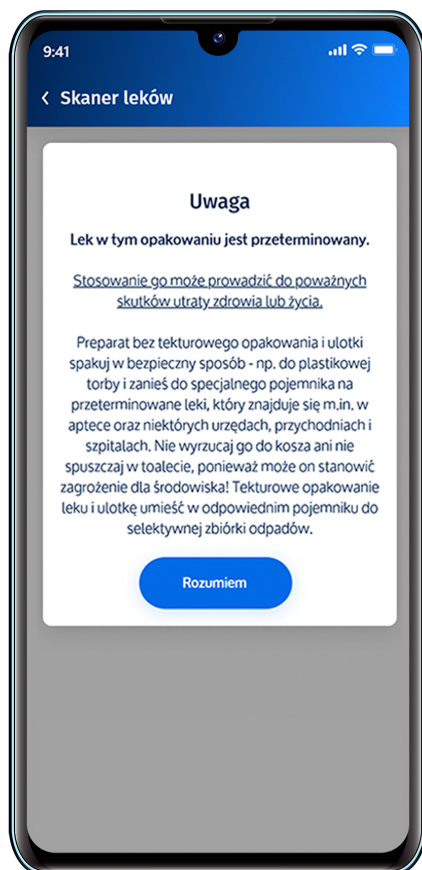 9:41
Skaner leków
Uwaga
Lek w tym opakowaniu jest przeterminowany.
Stosowanie go może prowadzić do poważnych
skutków utraty zdrowia lub życia.
Preparat bez tekturowego opakowania i ulotki
spakuj w bezpieczny sposób - np. do plastikowej
torby i zanieś do specjalnego pojemnika na
przeterminowane leki, który znajduje się m.in. w
aptece oraz niektórych urzędach, przychodniach i
szpitalach. Nie wyrzucaj go do kosza ani nie
spuszczaj w toalecie, ponieważ może on stanowić
zagrożenie dla środowiska! Tekturowe opakowanie
leku i ulotkę umieść w odpowiednim pojemniku do
selektywnej zbiórki odpadów.
Rozumiem